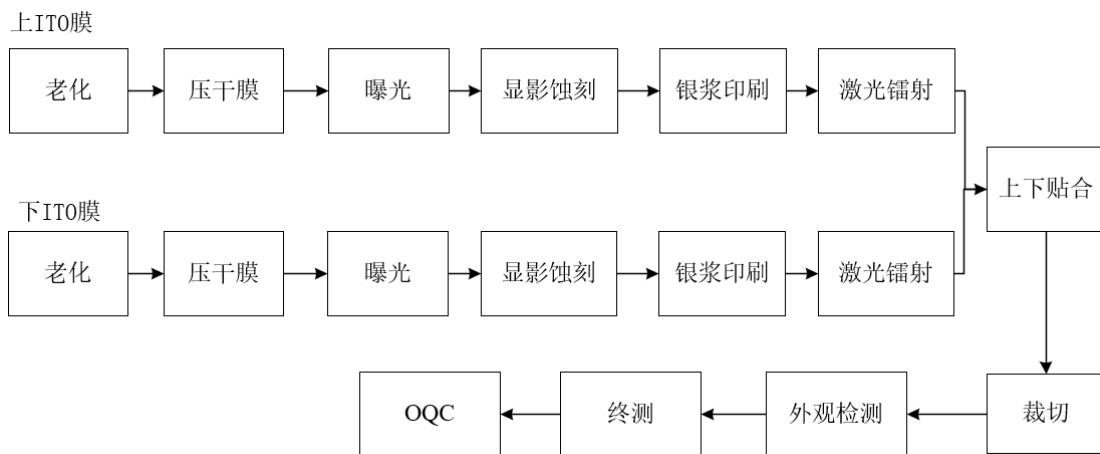 上ITO膜
老化
压干膜
曝光
显影蚀刻
银浆印刷
激光镭射
上下贴合
下ITO膜
老化
压干膜
曝光
显影蚀刻
银浆印刷
激光镭射
OQC
终测
外观检测
裁切